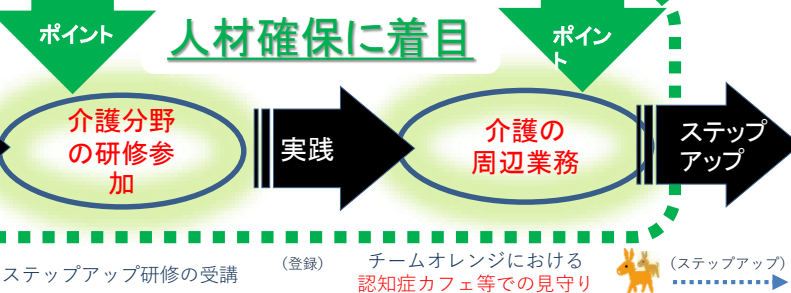 ポイント
人材確保に着目
ポイン
ト
介護分野
の研修参
加
実践
介護の
周辺業務
ステップ
アップ
ステップアップ研修の受講
（登録）
チームオレンジにおける
認知症カフェ等での見守り
（ステップアップ）